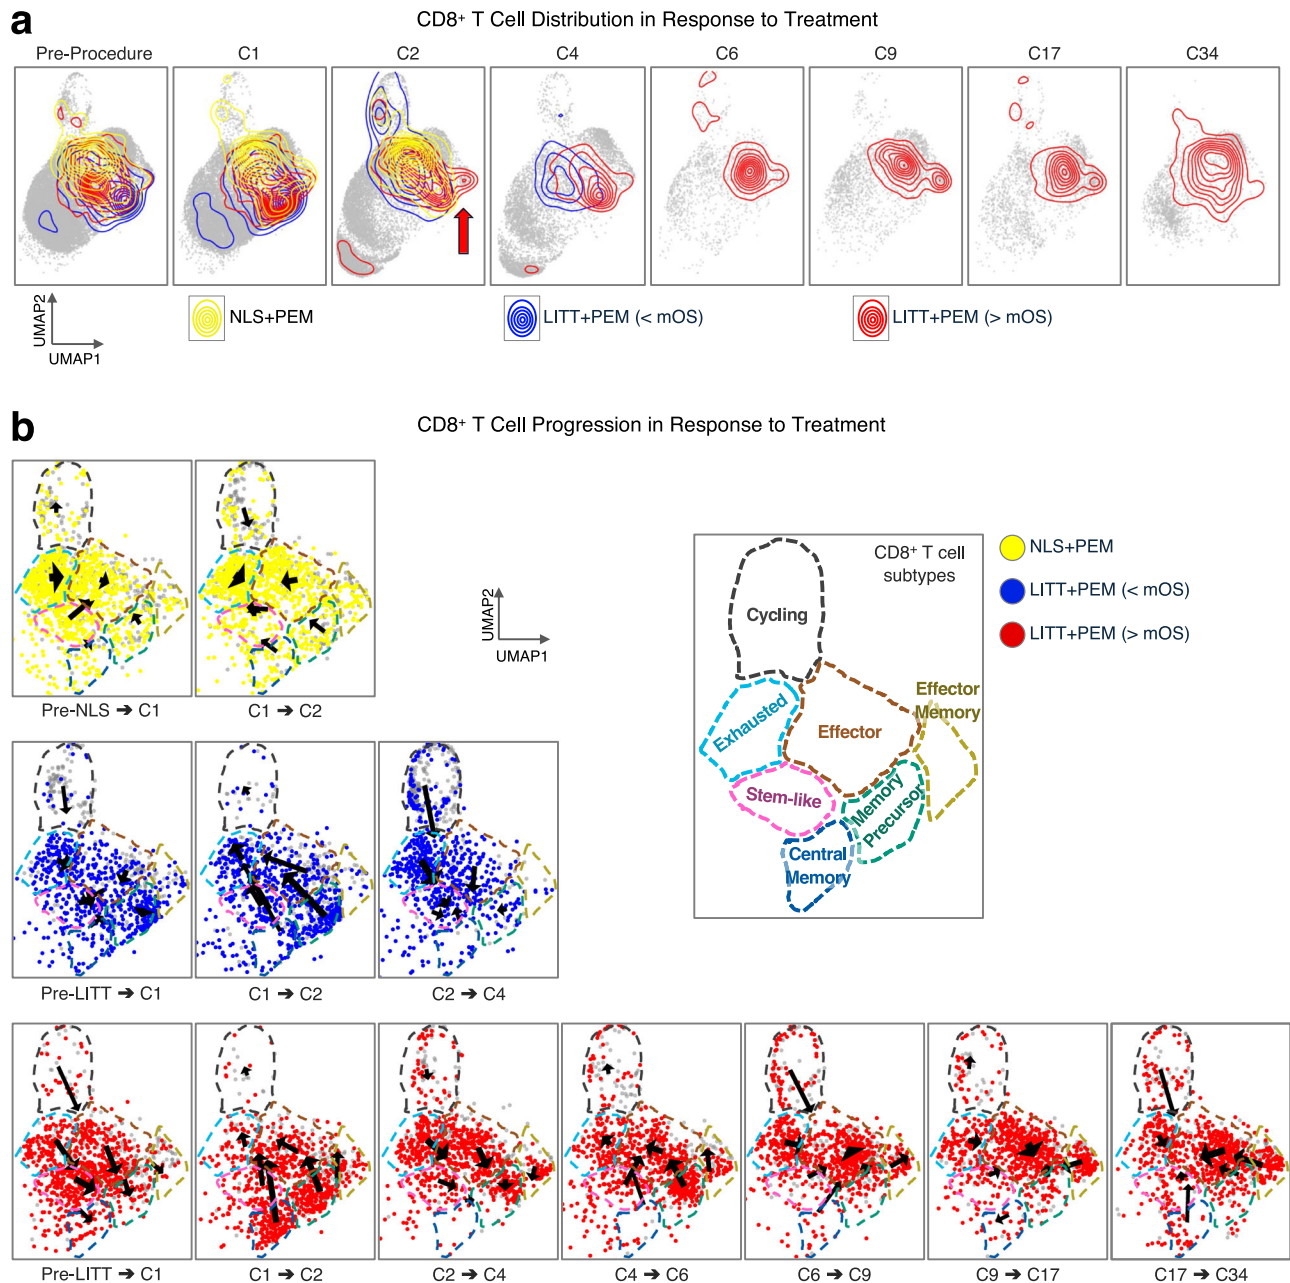 a
CD8⁺ T Cell Distribution in Response to Treatment
Pre-Procedure
C1
C2
C4
C6
C9
C17
C34
UMAP2
UMAP1
NLS+PEM
LITT+PEM (< mOS)
LITT+PEM (> mOS)
b
CD8⁺ T Cell Progression in Response to Treatment
Pre-NLS ➔ C1
C1 ➔ C2
UMAP2
UMAP1
CD8⁺ T cell
subtypes
Cycling
Exhausted
Effector
Effector
Memory
Stem-like
Memory
Precursor
Central
Memory
NLS+PEM
LITT+PEM (< mOS)
LITT+PEM (> mOS)
Pre-LITT ➔ C1
C1 ➔ C2
C2 ➔ C4
Pre-LITT ➔ C1
C1 ➔ C2
C2 ➔ C4
C4 ➔ C6
C6 ➔ C9
C9 ➔ C17
C17 ➔ C34